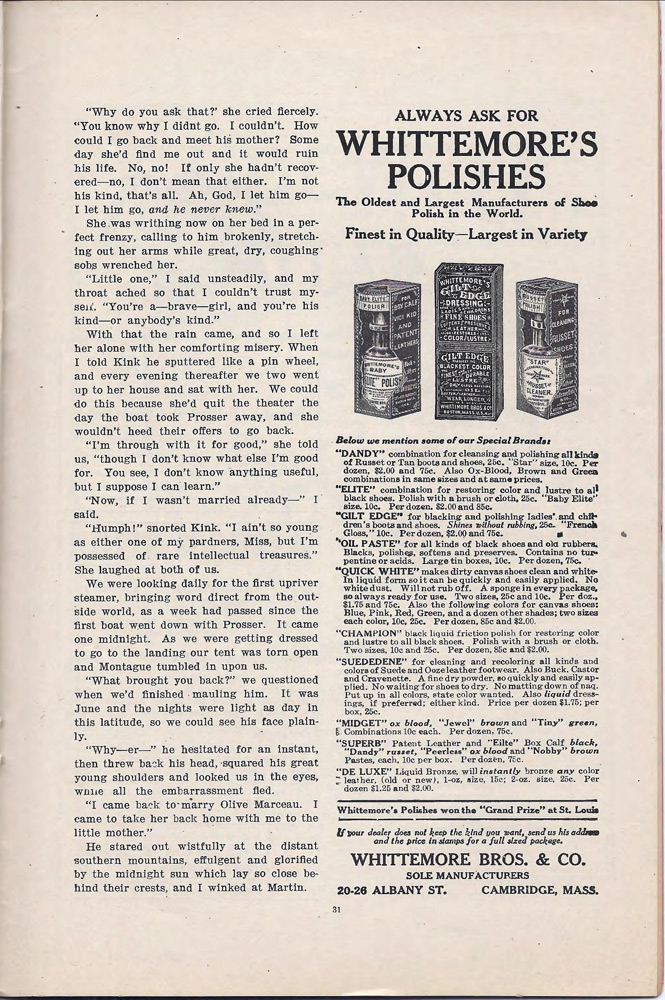 "Why do you ask that?' she cried fiercely.
"You know why I didnt go. I couldn't. How
could I go back and meet his mother? Some
day she'd find me out and it would ruin
his life. No, no! If only she hadn't recov-
ered—no, I don't mean that either. I'm not
his kind, that's all. Ah, God, I let him go—
I let him go, and he never knew."
She was writhing now on her bed in a per-
fect frenzy, calling to him brokenly, stretch-
ing out her arms while great, dry, coughing
sobs wrenched her.
"Little one," I said unsteadily, and my
throat ached so that I couldn't trust my-
self. "You're a—brave—girl, and you're his
kind—or anybody's kind."
With that the rain came, and so I left
her alone with her comforting misery. When
I told Kink he sputtered like a pin wheel,
and every evening thereafter we two went
up to her house and sat with her. We could
do this because she'd quit the theater the
day the boat took Prosser away, and she
wouldn't heed their offers to go back.
"I'm through with it for good," she told
us, "though I don't know what else I'm good
for. You see, I don't know anything useful,
but I suppose I can learn."
"Now, if I wasn't married already—" I
said.
"Humph!" snorted Kink. "I ain't so young
as either one of my pardners, Miss, but I'm
possessed of rare intellectual treasures."
She laughed at both of us.
We were looking daily for the first upriver
steamer, bringing word direct from the out-
side world, as a week had passed since the
first boat went down with Prosser. It came
one midnight. As we were getting dressed
to go to the landing our tent was torn open
and Montague tumbled in upon us.
"What brought you back?" we questioned
when we'd finished mauling him. It was
June and the nights were light as day in
this latitude, so we could see his face plain-
ly.
"Why—er—" he hesitated for an instant,
then threw back his head, squared his great
young shoulders and looked us in the eyes,
while all the embarrassment fled.
"I came back to marry Olive Marceau. I
came to take her back home with me to the
little mother."
He stared out wistfully at the distant
southern mountains, effulgent and glorified
by the midnight sun which lay so close be-
hind their crests, and I winked at Martin.
ALWAYS ASK FOR
WHITTEMORE'S
POLISHES
The Oldest and Largest Manufacturers of Shoe
Polish in the World.
Finest in Quality—Largest in Variety
BABY ELITE
POLISH
FOR
BOX CALF
VICI KID
AND
PATENT
LEATHERS
WHITTEMORE'S
BABY
ELITE POLISH
WHITTEMORE'S
GILT
EDGE
DRESSING
FINE SHOES
COLOR/LUSTRE
GILT EDGE
BLACKEST COLOR
LUSTRE
WHITTEMORE BROS & CO
BOSTON, MASS. U.S.A.
RUSSET
POLISH
FOR
CLEANING
RUSSET
SHOES
"STAR"
RUSSET
CLEANER
Below we mention some of our Special Brands:
"DANDY" combination for cleansing and polishing all kinds
of Russet or Tan boots and shoes, 25c. "Star" size, 10c. Per
dozen, $2.00 and 75c. Also Ox-Blood, Brown and Green
combinations in same sizes and at same prices.
"ELITE" combination for restoring color and lustre to all
black shoes. Polish with a brush or cloth, 25c. "Baby Elite"
size, 10c. Per dozen. $2.00 and 85c.
"GILT EDGE" for blacking and polishing ladies' and chil-
dren's boots and shoes. Shines without rubbing, 25c. "French
Gloss," 10c. Per dozen, $2.00 and 75c.
"OIL PASTE" for all kinds of black shoes and old rubbers.
Blacks, polishes, softens and preserves. Contains no tur-
pentine or acids. Large tin boxes, 10c. Per dozen, 75c.
"QUICK WHITE" makes dirty canvas shoes clean and white.
In liquid form so it can be quickly and easily applied. No
white dust. Will not rub off. A sponge in every package,
so always ready for use. Two sizes, 25c and 10c. Per doz.,
$1.75 and 75c. Also the following colors for canvas shoes:
Blue, Pink, Red, Green, and a dozen other shades; two sizes
each color, 10c, 25c. Per dozen, 85c and $2.00.
"CHAMPION" black liquid friction polish for restoring color
and lustre to all black shoes. Polish with a brush or cloth.
Two sizes, 10c and 25c. Per dozen, 85c and $2.00.
"SUEDEDENE" for cleaning and recoloring all kinds and
colors of Suede and Ooze leather footwear. Also Buck, Castor
and Cravenette. A fine dry powder, so quickly and easily ap-
plied. No waiting for shoes to dry. No matting down of nap.
Put up in all colors, state color wanted. Also liquid dress-
ings, if preferred; either kind. Price per dozen $1.75; per
box, 25c.
"MIDGET" ox blood, "Jewel" brown and "Tiny" green,
Combinations 10c each. Per dozen, 75c.
"SUPERB" Patent Leather and "Elite" Box Calf black,
"Dandy" russet, "Peerless" ox blood and "Nobby" brown
Pastes, each, 10c per box. Per dozen, 75c.
"DE LUXE" Liquid Bronze, will instantly bronze any color
leather, (old or new), 1-oz, size, 15c; 2-oz. size, 25c. Per
dozen $1.25 and $2.00.
Whittemore's Polishes won the "Grand Prize" at St. Louis
If your dealer does not keep the kind you want, send us his address
and the price in stamps for a full sized package.
WHITTEMORE BROS. & CO.
SOLE MANUFACTURERS
20-26 ALBANY ST. CAMBRIDGE, MASS.
31